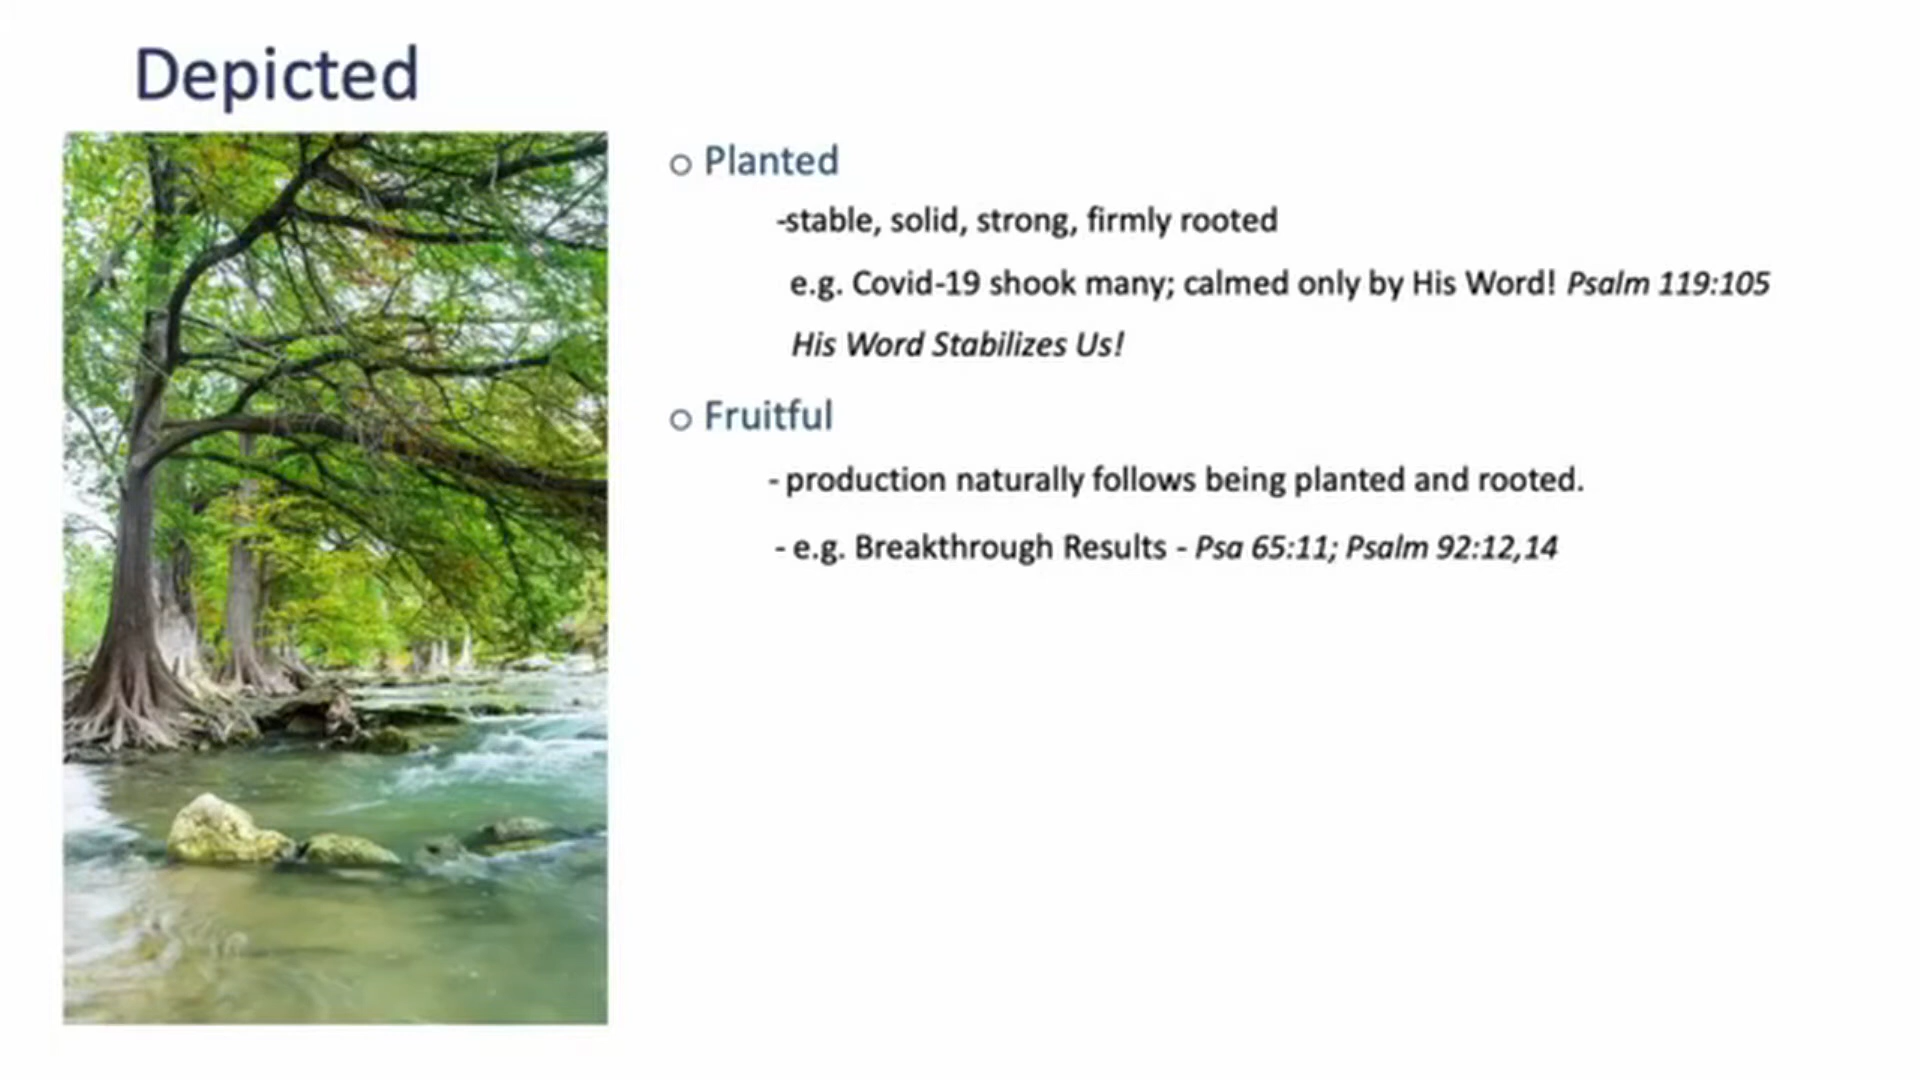 Depicted
○ Planted
-stable, solid, strong, firmly rooted
e.g. Covid-19 shook many; calmed only by His Word! Psalm 119:105
His Word Stabilizes Us!
○ Fruitful
- production naturally follows being planted and rooted.
- e.g. Breakthrough Results - Psa 65:11; Psalm 92:12,14